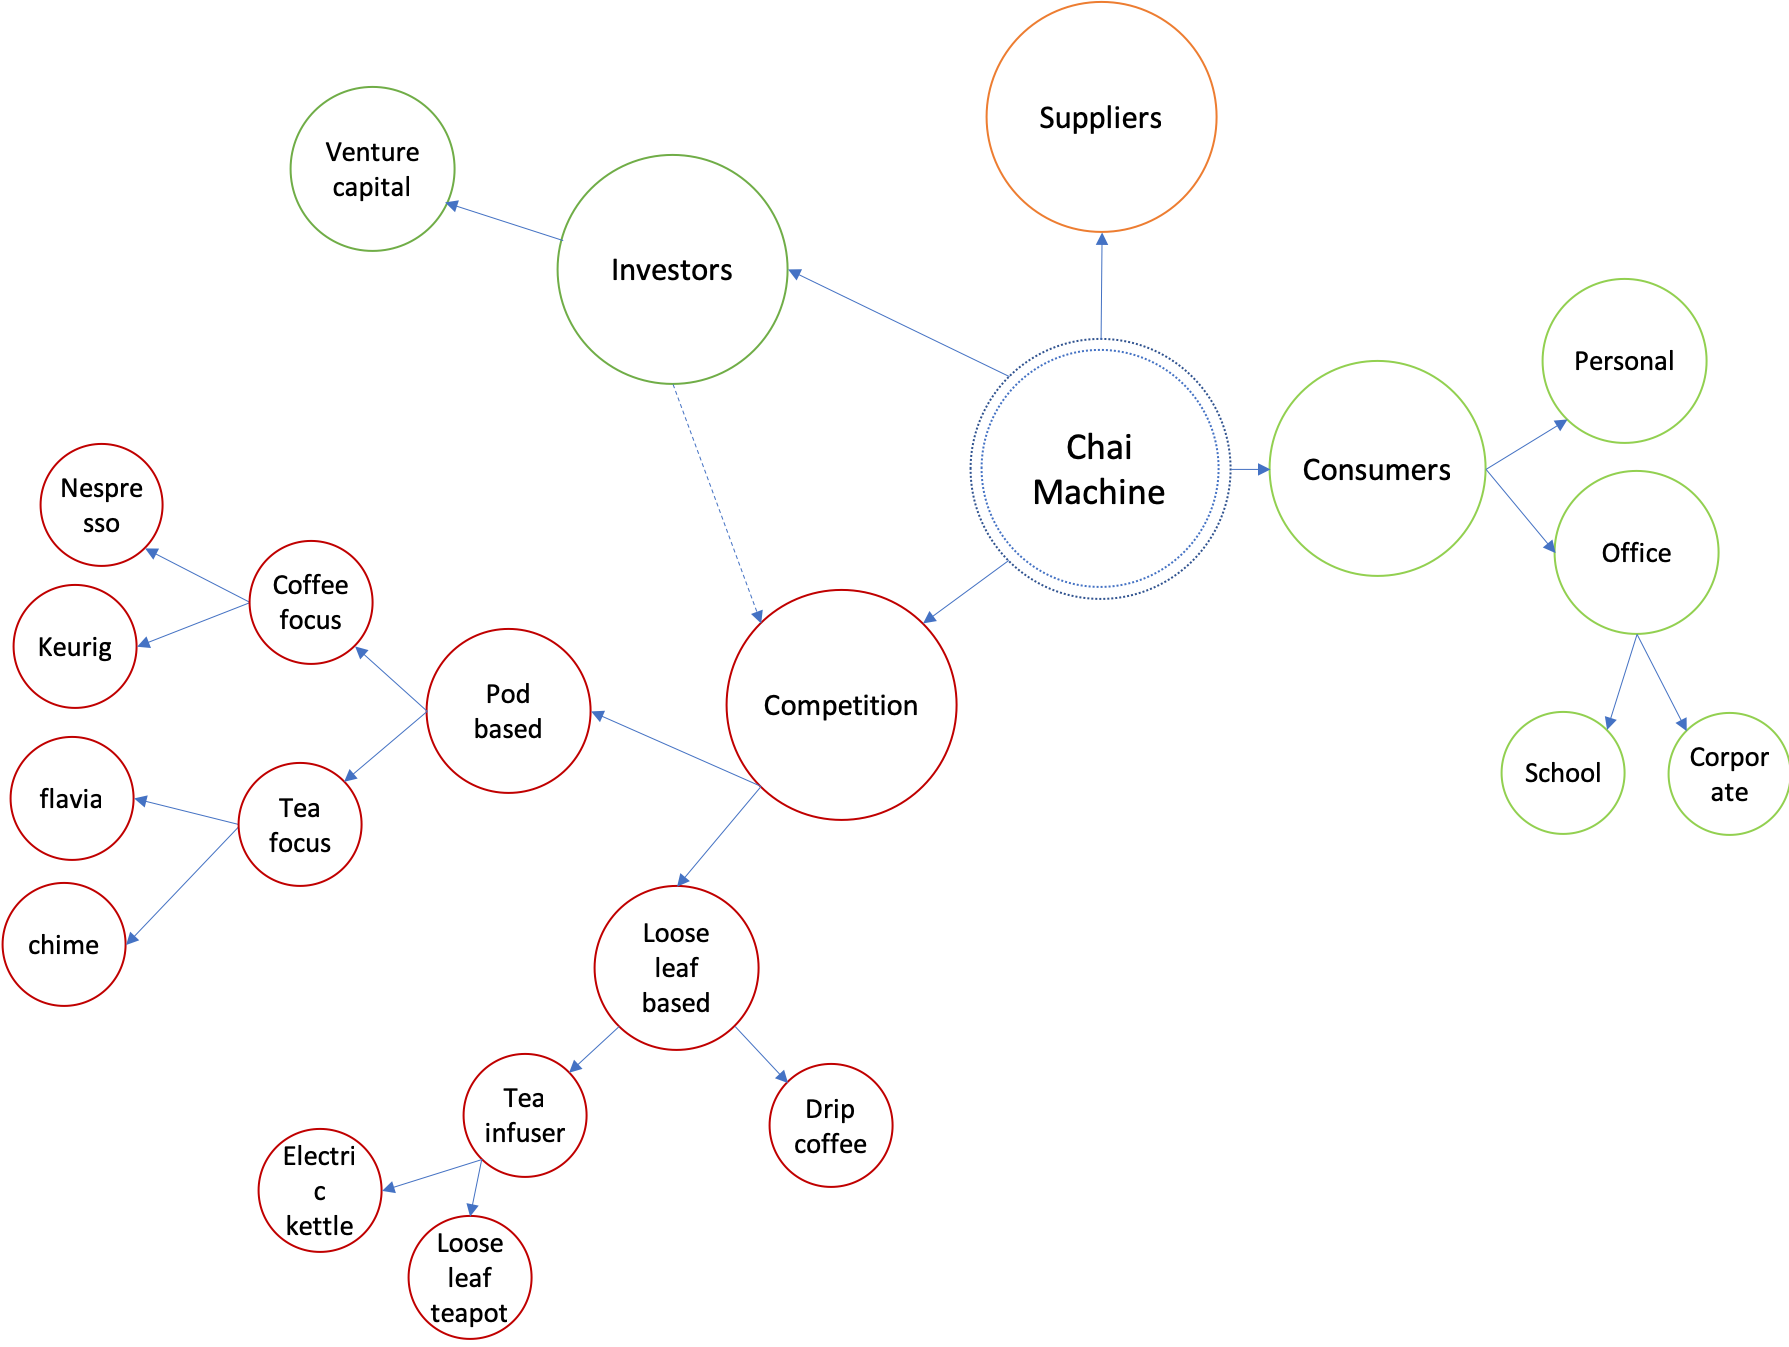 Suppliers
Venture
capital
Investors
Personal
Chai
Machine
Consumers
Office
Nespre
sso
Coffee
focus
Keurig
Pod
based
Competition
School
Corpor
ate
flavia
Tea
focus
chime
Loose
leaf
based
Tea
infuser
Drip
coffee
Electri
c
kettle
Loose
leaf
teapot